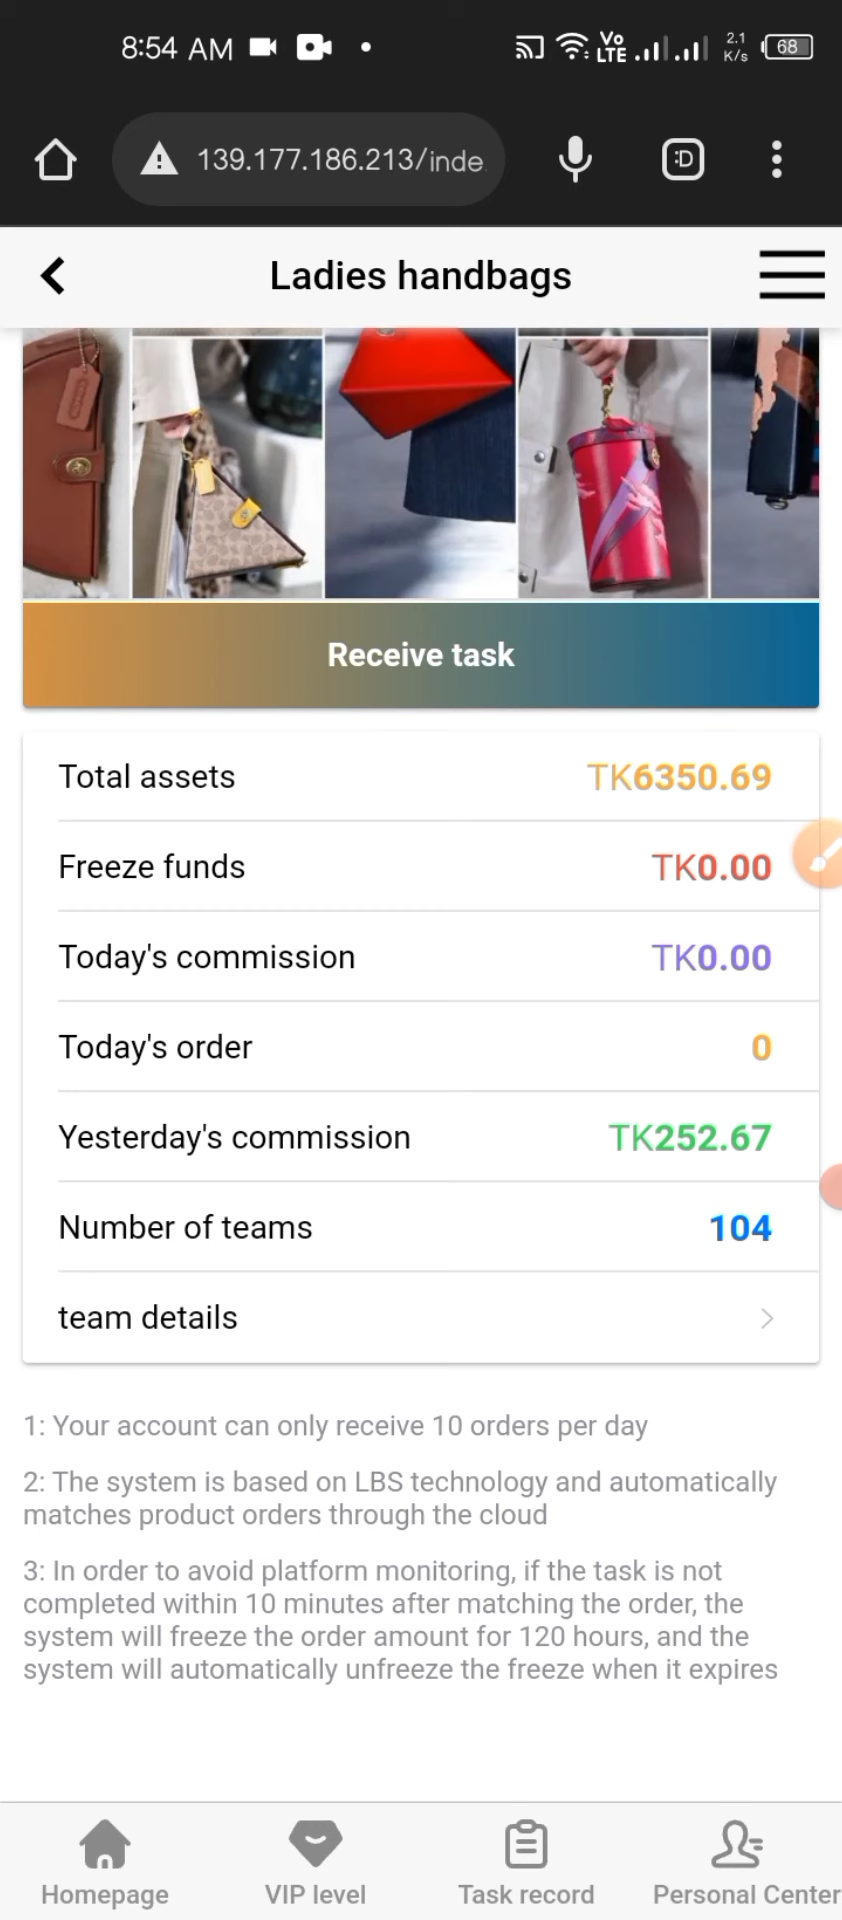 8:54 AM
Vo
LTE
2.1
K/s
68
139.177.186.213/inde
:D
Ladies handbags
Receive task
Total assets
TK6350.69
Freeze funds
TK0.00
Today's commission
TK0.00
Today's order
0
Yesterday's commission
TK252.67
Number of teams
104
team details
1: Your account can only receive 10 orders per day
2: The system is based on LBS technology and automatically
matches product orders through the cloud
3: In order to avoid platform monitoring, if the task is not
completed within 10 minutes after matching the order, the
system will freeze the order amount for 120 hours, and the
system will automatically unfreeze the freeze when it expires
Homepage
VIP level
Task record
Personal Center